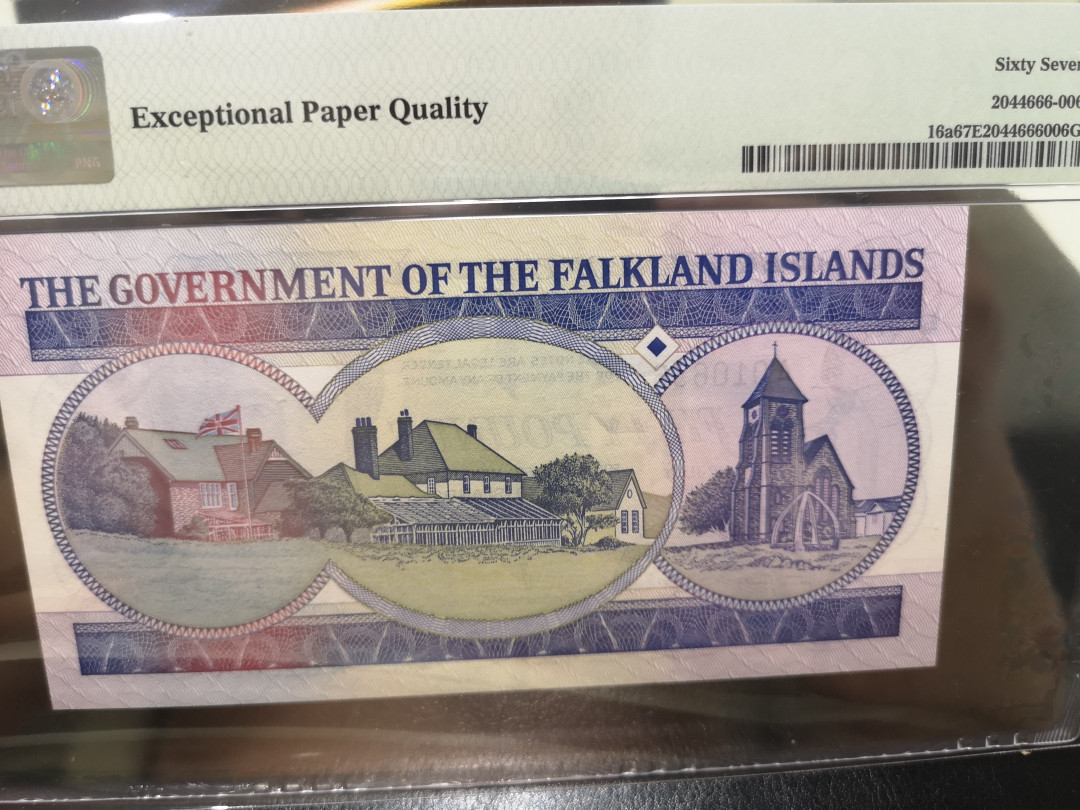 Exceptional Paper Quality
Sixty Seven
2044666-006
16a67E2044666006G
THE GOVERNMENT OF THE FALKLAND ISLANDS